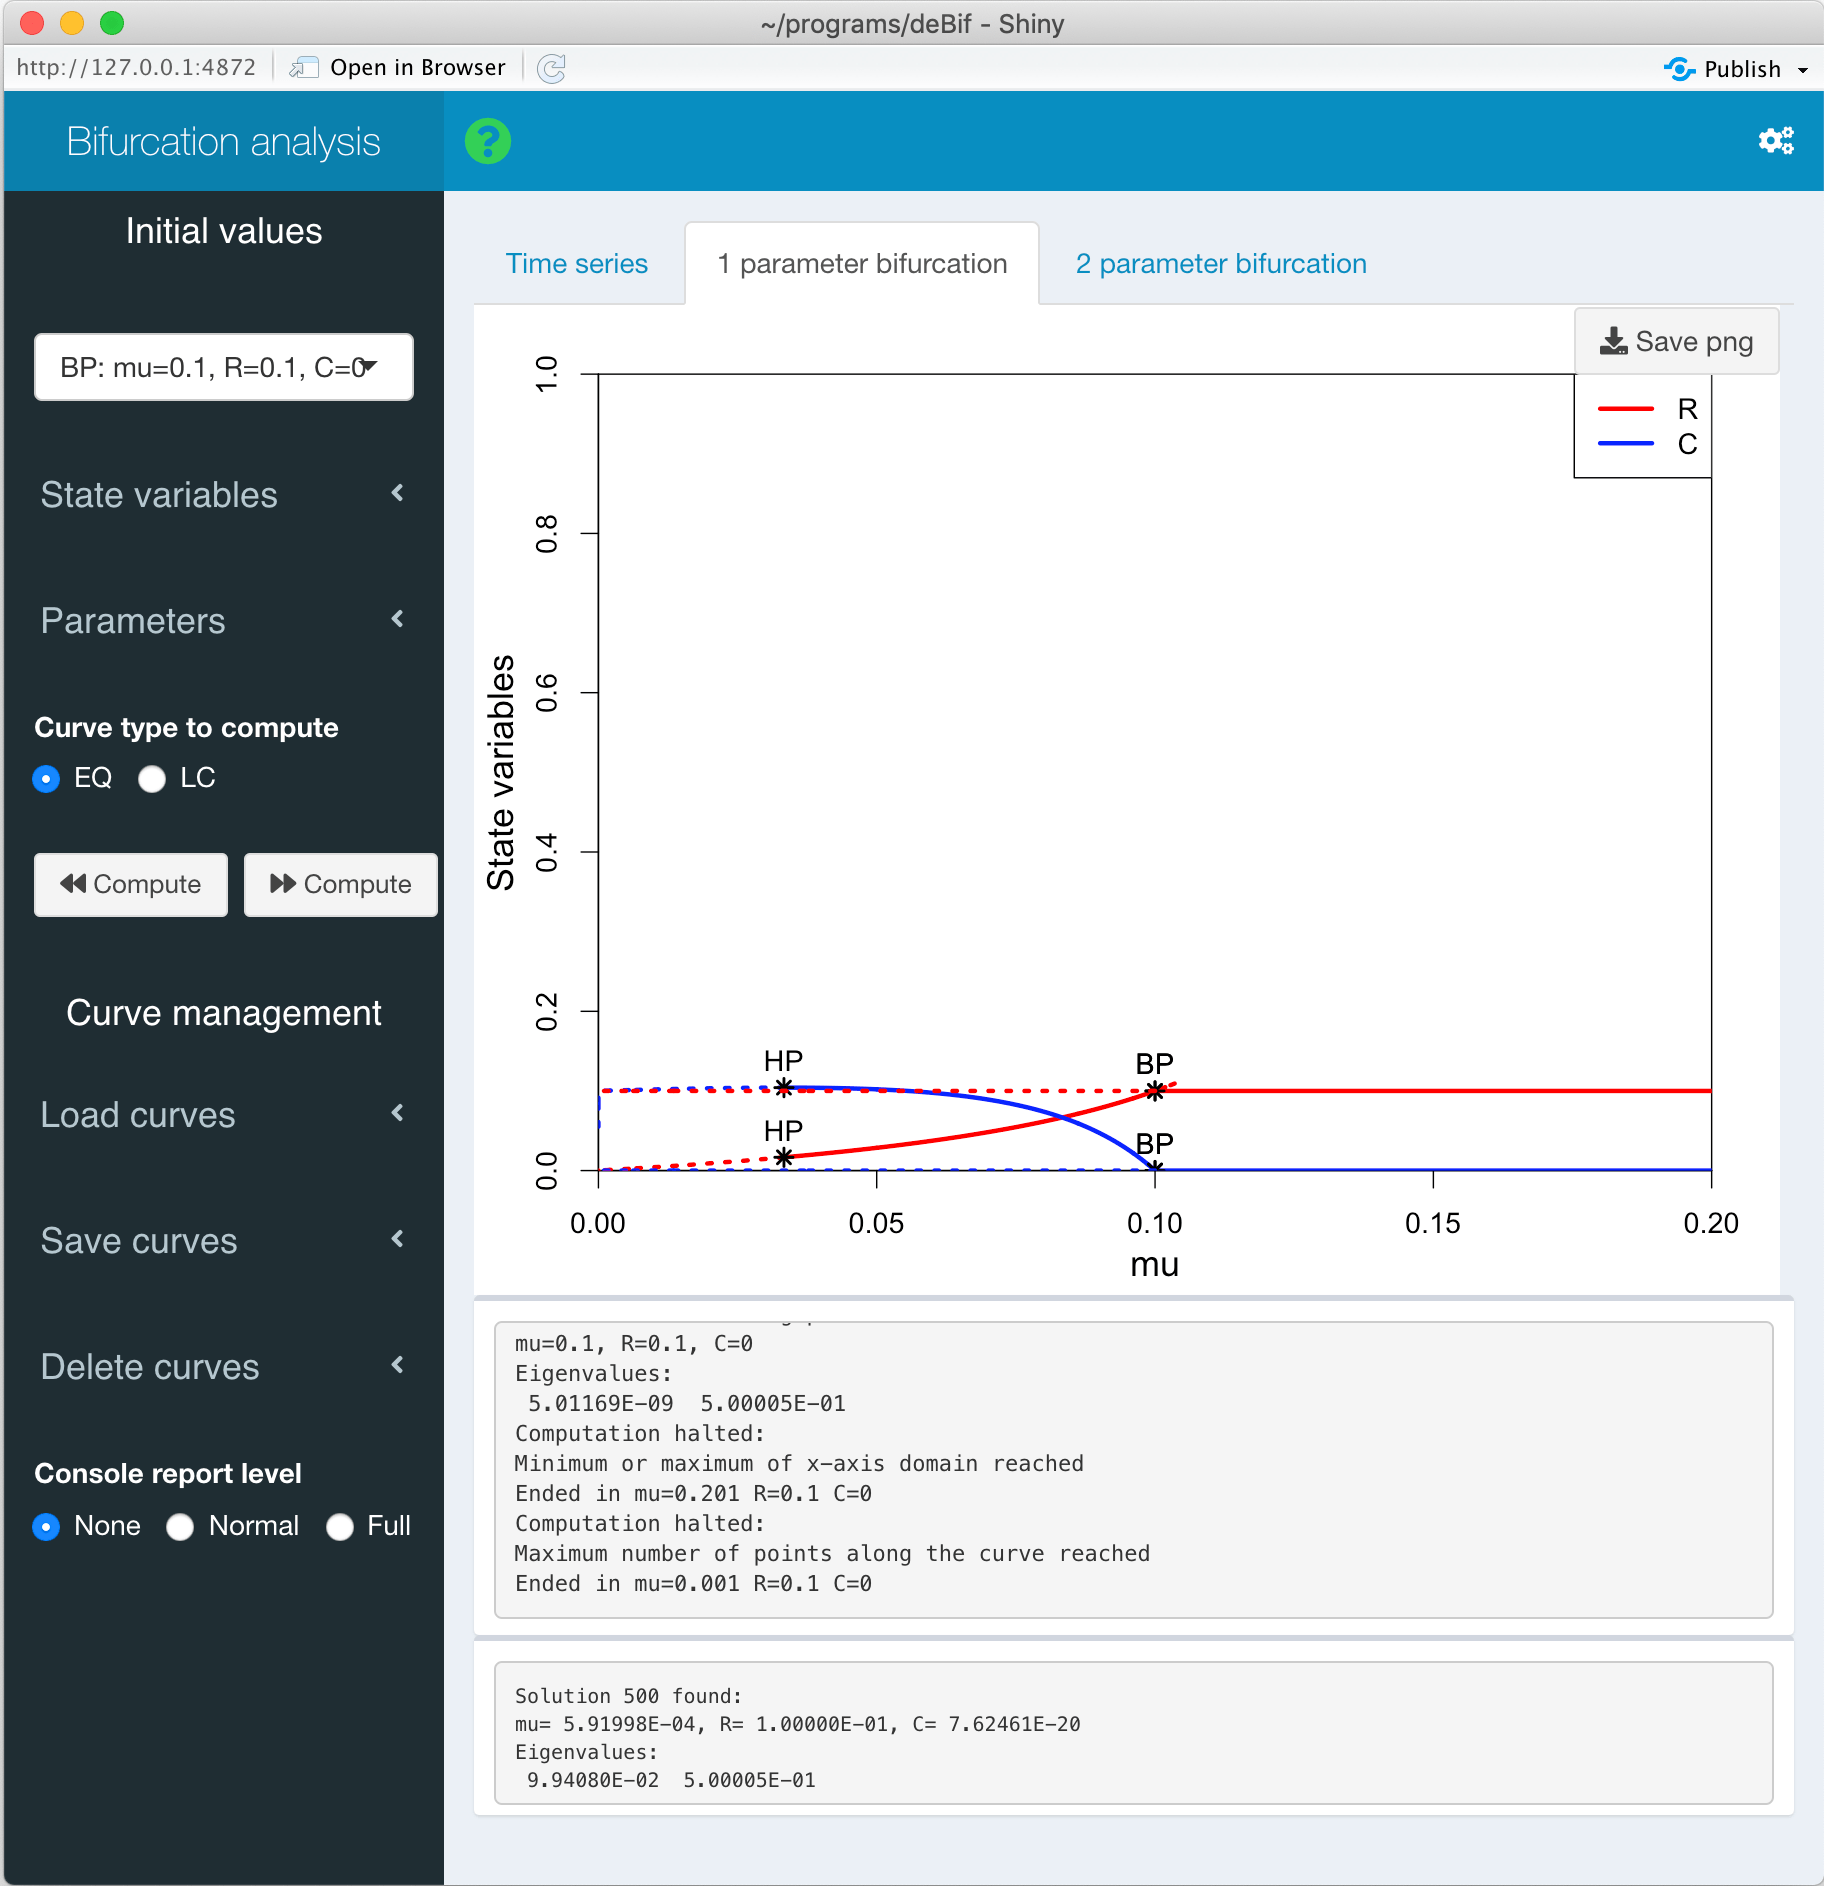 ~/programs/deBif - Shiny
http://127.0.0.1:4872 Open in Browser Publish
Bifurcation analysis ?
Initial values
BP: mu=0.1, R=0.1, C=0
State variables
Parameters
Curve type to compute
EQ LC
Compute Compute
Curve management
Load curves
Save curves
Delete curves
Console report level
None Normal Full
Time series 1 parameter bifurcation 2 parameter bifurcation
Save png
R
C
State variables
1.0
0.8
0.6
0.4
0.2
0.0
HP
BP
HP
BP
0.00 0.05 0.10 0.15 0.20
mu
mu=0.1, R=0.1, C=0
Eigenvalues:
5.01169E-09 5.00005E-01
Computation halted:
Minimum or maximum of x-axis domain reached
Ended in mu=0.201 R=0.1 C=0
Computation halted:
Maximum number of points along the curve reached
Ended in mu=0.001 R=0.1 C=0
Solution 500 found:
mu= 5.91998E-04, R= 1.00000E-01, C= 7.62461E-20
Eigenvalues:
9.94080E-02 5.00005E-01